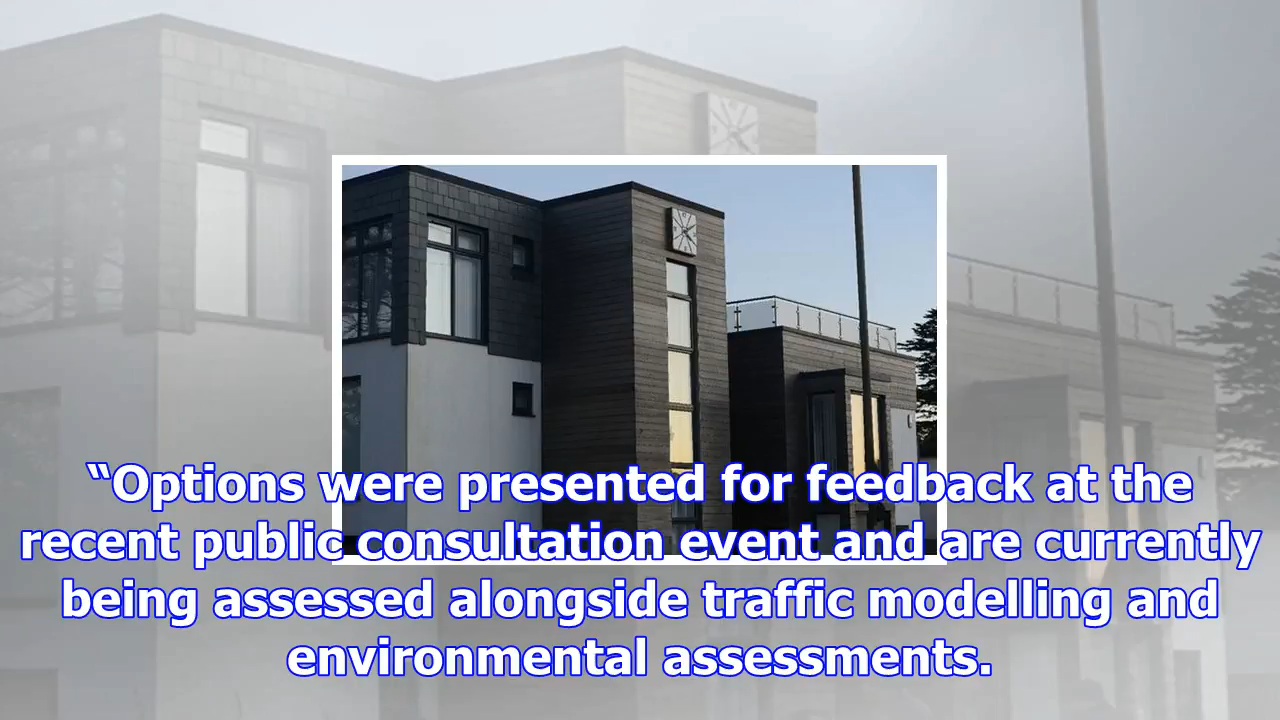 “Options were presented for feedback at the
recent public consultation event and are currently
being assessed alongside traffic modelling and
environmental assessments.